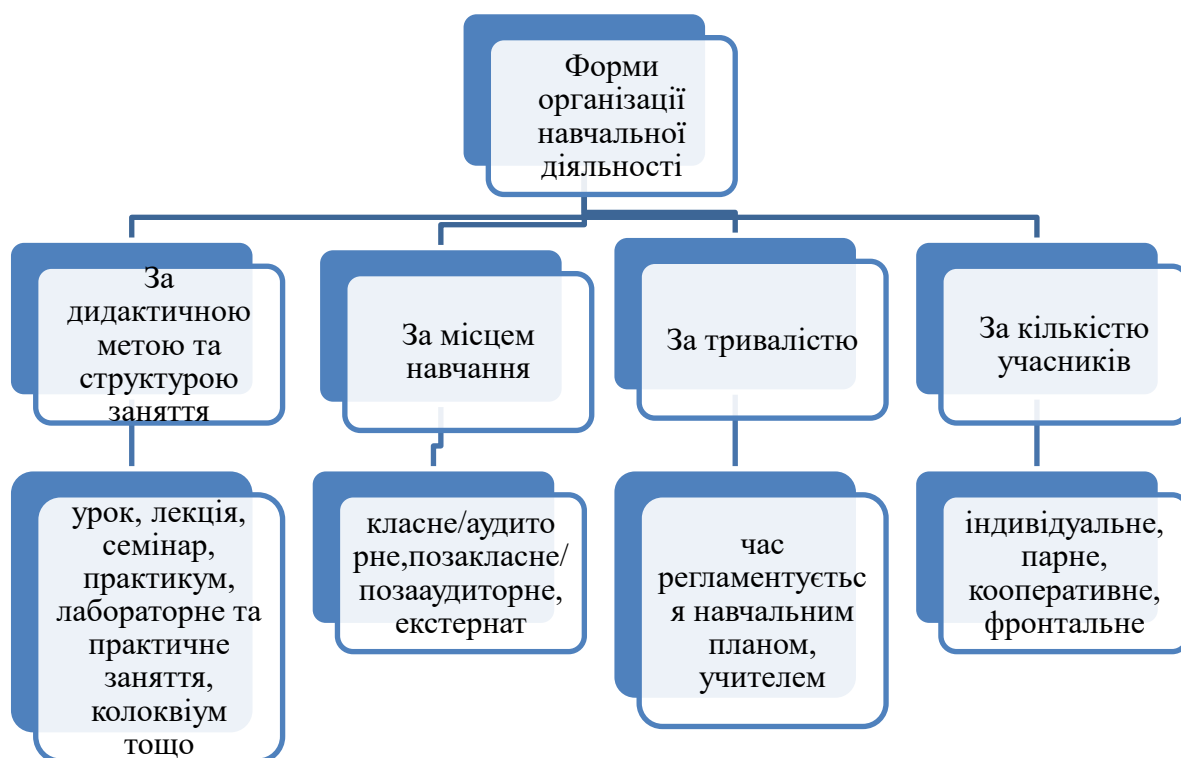 Форми
організації
навчальної
діяльності
За
дидактичною
метою та
структурою
заняття
За місцем
навчання
За тривалістю
За кількістю
учасників
урок, лекція,
семінар,
практикум,
лабораторне та
практичне
заняття,
колоквіум
тощо
класне/аудито
рне,позакласне/
позааудиторне,
екстернат
час
регламентуєтьс
я навчальним
планом,
учителем
індивідуальне,
парне,
кооперативне,
фронтальне